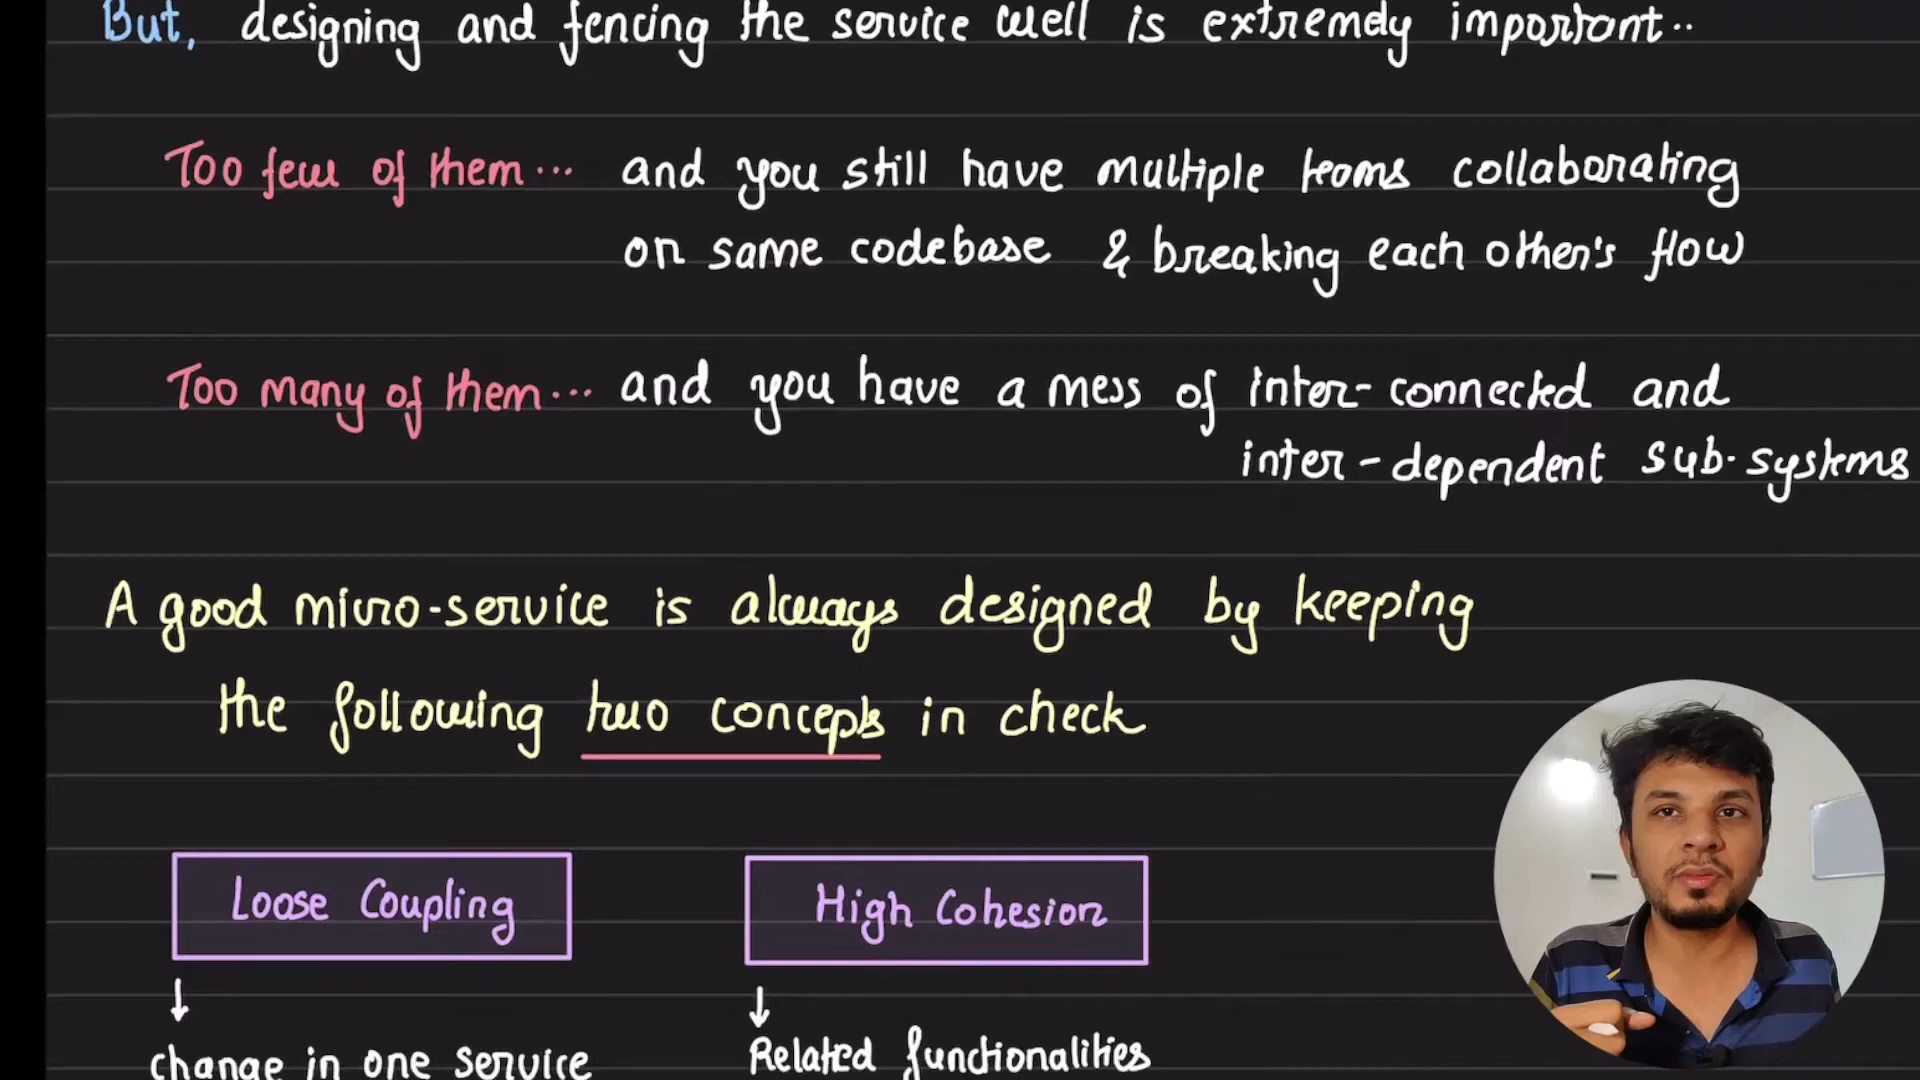 But, designing and fencing the service well is extremely important..
Too few of them... and you still have multiple teams collaborating
on same codebase & breaking each other's flow
Too many of them... and you have a mess of inter-connected and
inter-dependent sub-systems
A good micro-service is always designed by keeping
the following two concepts in check
Loose Coupling
High Cohesion
↓
change in one service
↓
Related functionalities